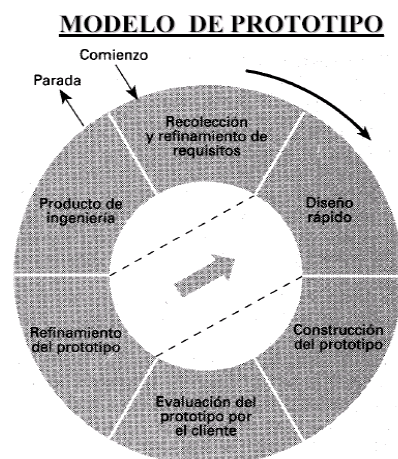 MODELO DE PROTOTIPO
Comienzo
Parada
Recolección
y refinamiento de
requisitos
Diseño
rápido
Construcción
del prototipo
Evaluación del
prototipo por
el cliente
Refinamiento
del prototipo
Producto de
ingeniería